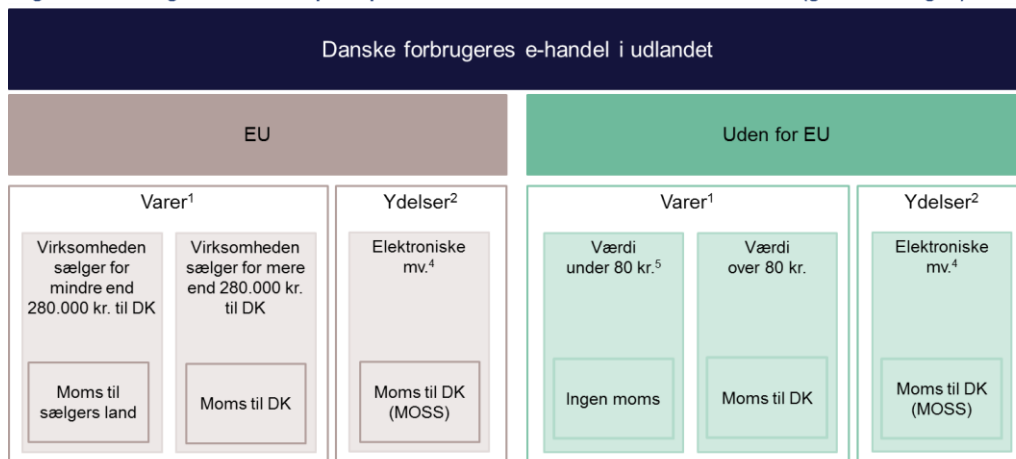 Danske forbrugeres e-handel i udlandet
EU
Uden for EU
Varer¹
Ydelser²
Varer¹
Ydelser²
Virksomheden
sælger for
mindre end
280.000 kr. til DK
Virksomheden
sælger for mere
end 280.000 kr.
til DK
Elektroniske
mv.⁴
Værdi
under 80 kr.⁵
Værdi
over 80 kr.
Elektroniske
mv.⁴
Moms til
sælgers land
Moms til DK
Moms til DK
(MOSS)
Ingen moms
Moms til DK
Moms til DK
(MOSS)